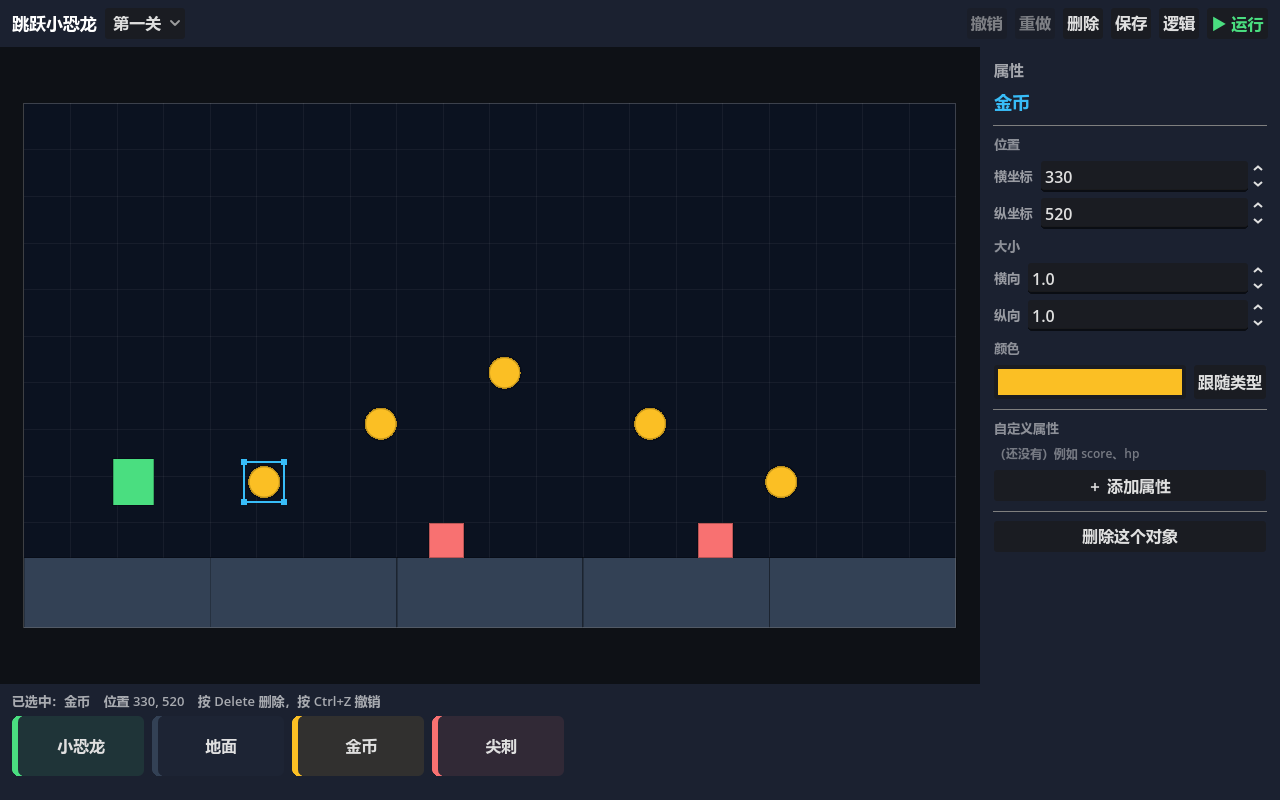 跳跃小恐龙 第一关 撤销 重做 删除 保存 逻辑 ▶ 运行
属性
金币
位置
横坐标 330
纵坐标 520
大小
横向 1.0
纵向 1.0
颜色
跟随类型
自定义属性
（还没有）例如 score、hp
+ 添加属性
删除这个对象
已选中：金币 位置 330, 520 按 Delete 删除，按 Ctrl+Z 撤销
小恐龙 地面 金币 尖刺